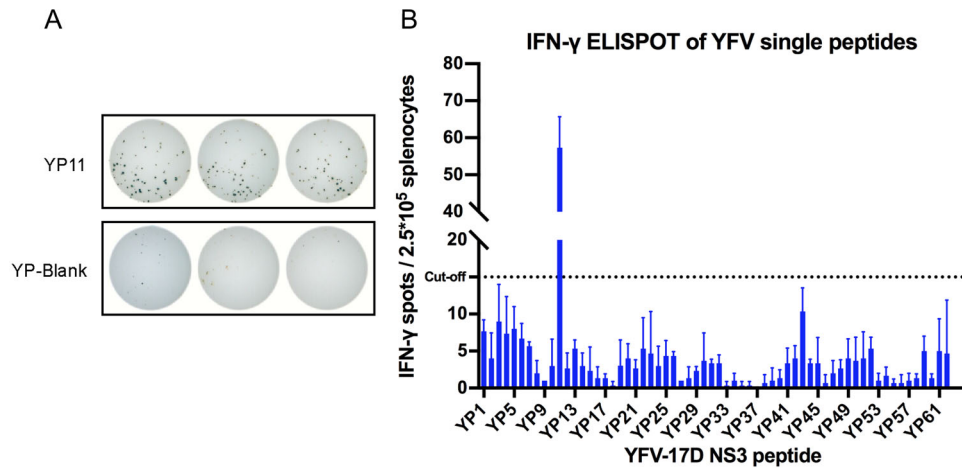 A
YP11
YP-Blank
B
IFN-γ ELISPOT of YFV single peptides
IFN-γ spots / 2.5*10⁵ splenocytes
80
70
60
50
40
20
Cut-off
10
5
0
YP1
YP5
YP9
YP13
YP17
YP21
YP25
YP29
YP33
YP37
YP41
YP45
YP49
YP53
YP57
YP61
YFV-17D NS3 peptide